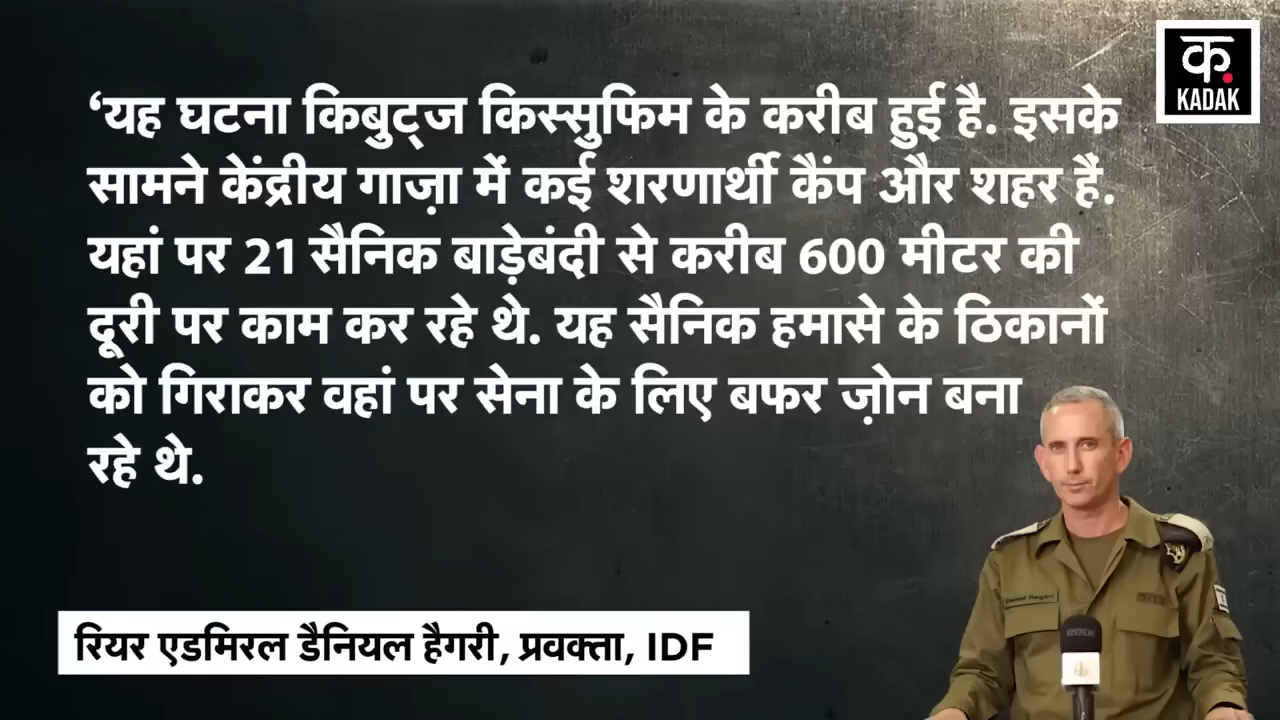 क.
KADAK
‘यह घटना किबुट्ज किस्सुफिम के करीब हुई है. इसके
सामने केंद्रीय गाज़ा में कई शरणार्थी कैंप और शहर हैं.
यहां पर 21 सैनिक बाड़ेबंदी से करीब 600 मीटर की
दूरी पर काम कर रहे थे. यह सैनिक हमासे के ठिकानों
को गिराकर वहां पर सेना के लिए बफर ज़ोन बना
रहे थे.
रियर एडमिरल डैनियल हैगरी, प्रवक्ता, IDF